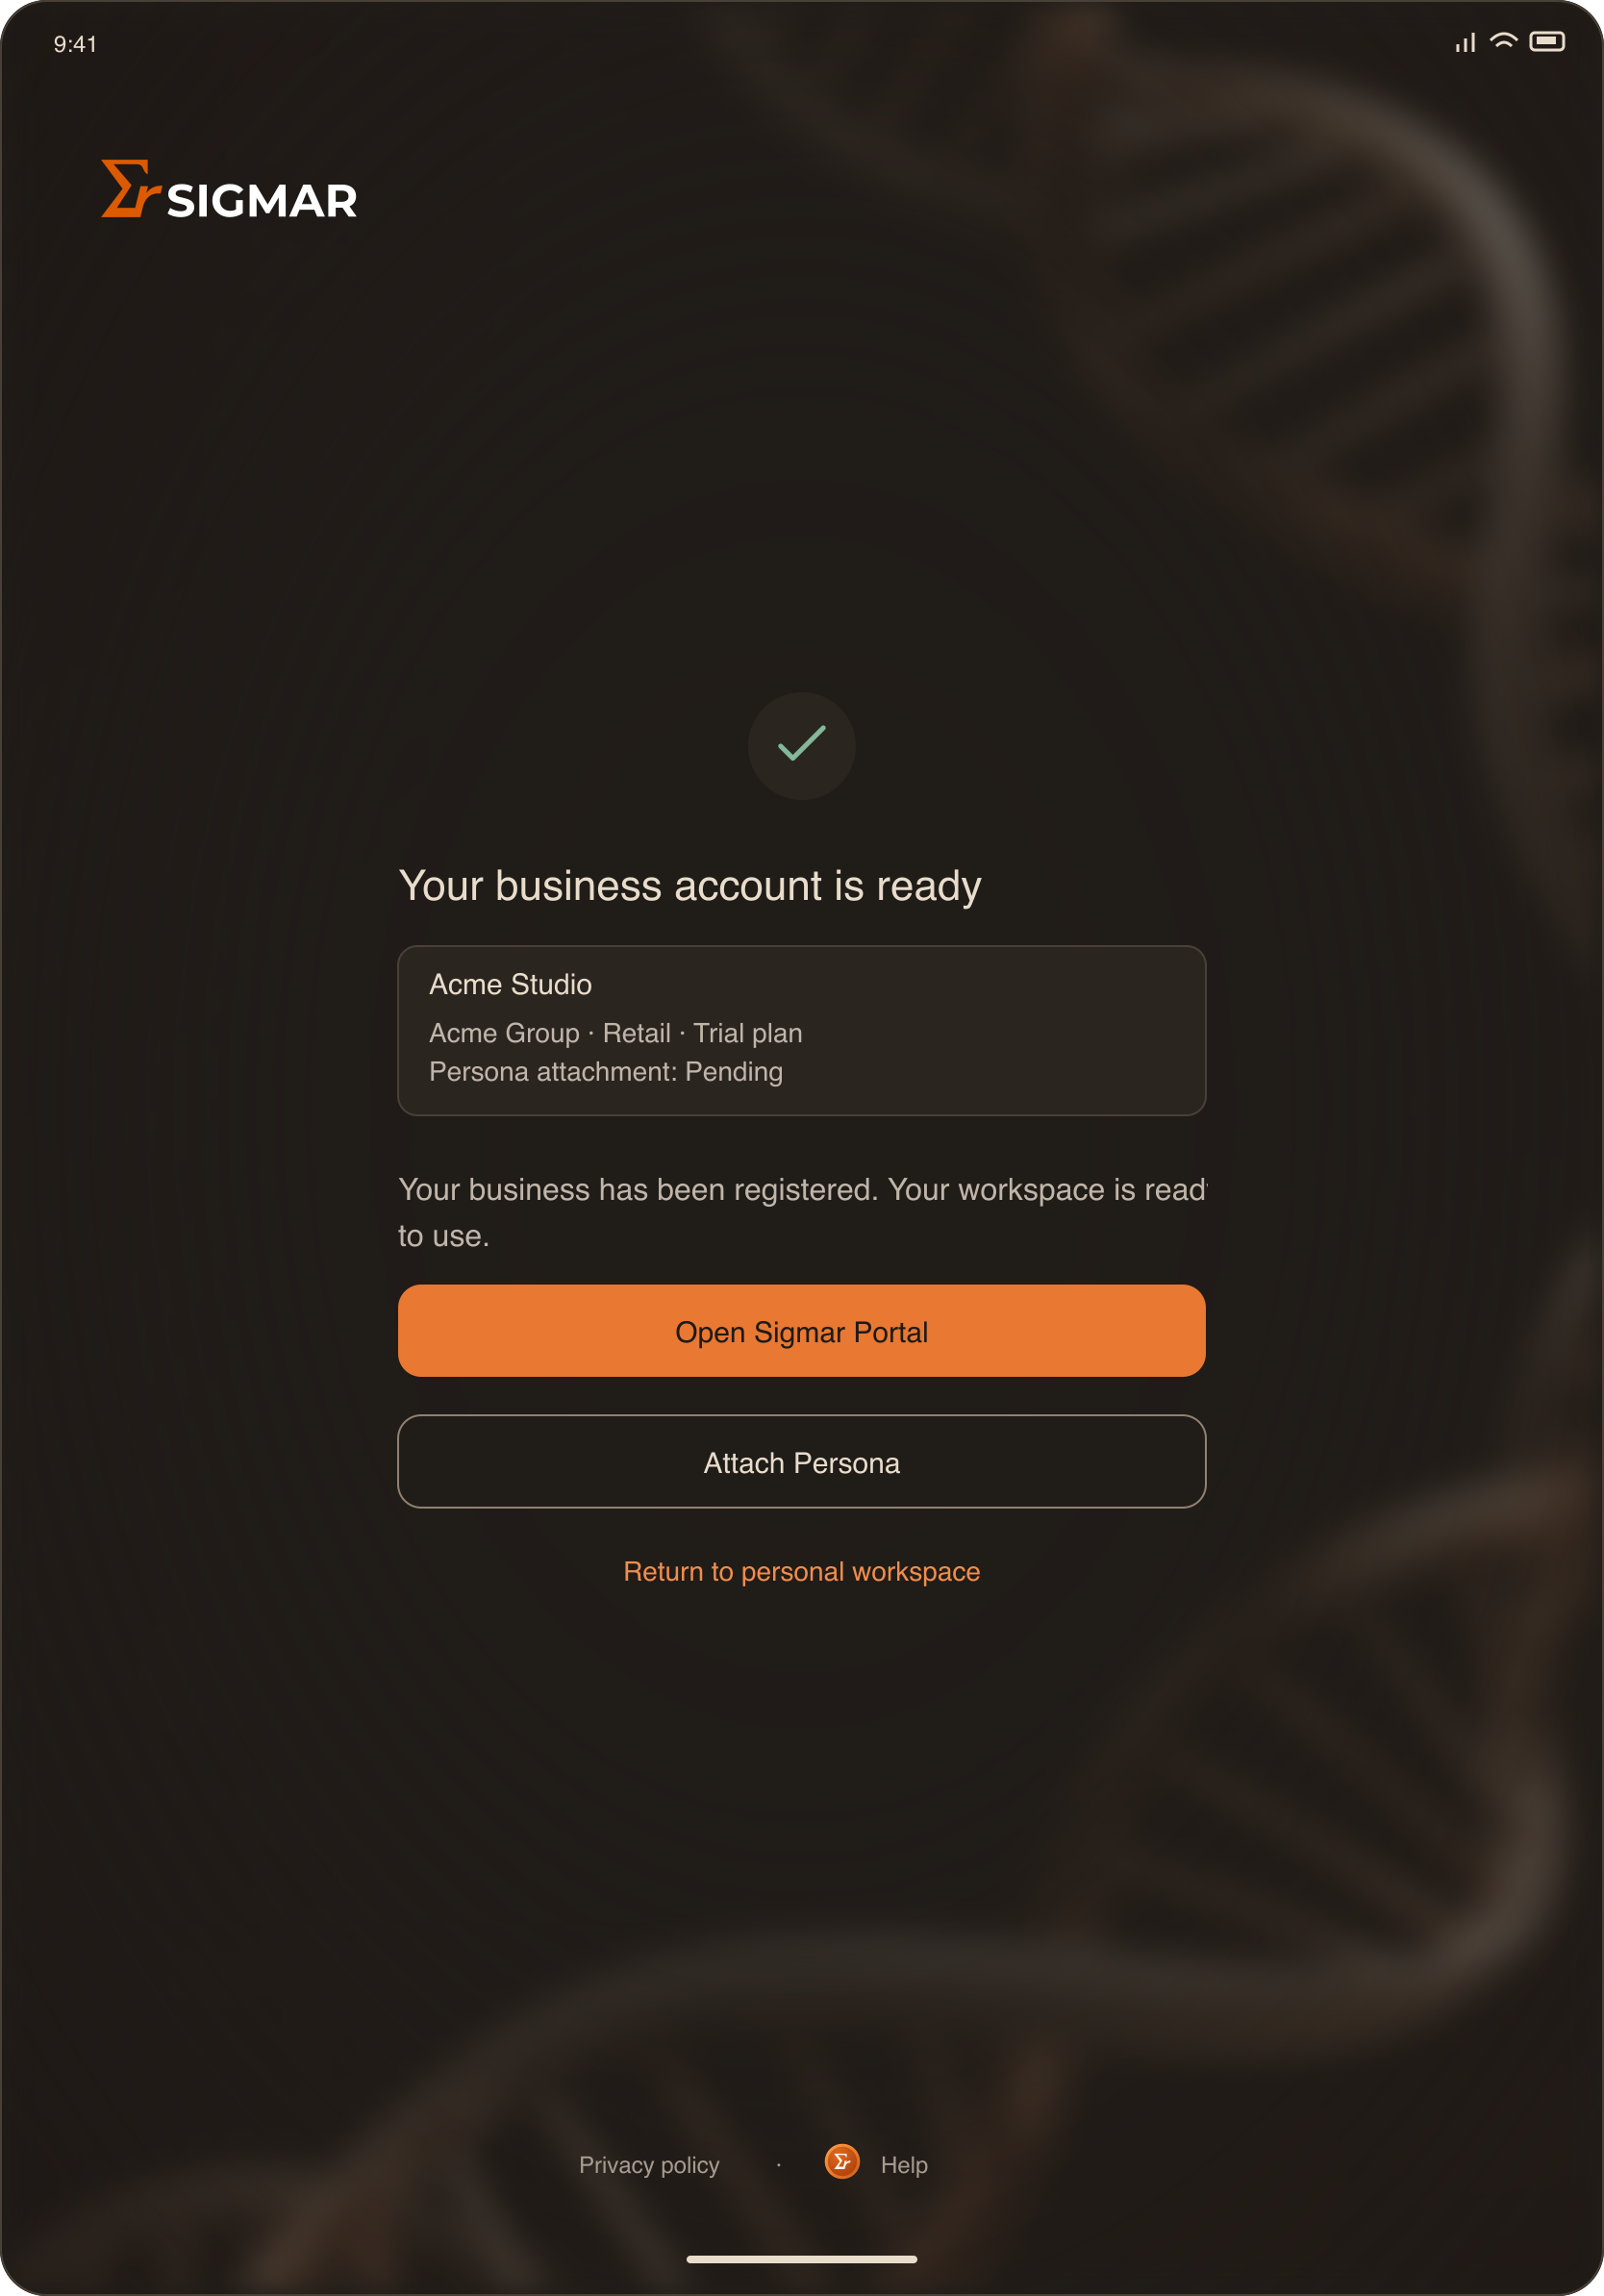 9:41
Σr SIGMAR
Your business account is ready
Acme Studio
Acme Group · Retail · Trial plan
Persona attachment: Pending
Your business has been registered. Your workspace is read
to use.
Open Sigmar Portal
Attach Persona
Return to personal workspace
Privacy policy · Σr Help